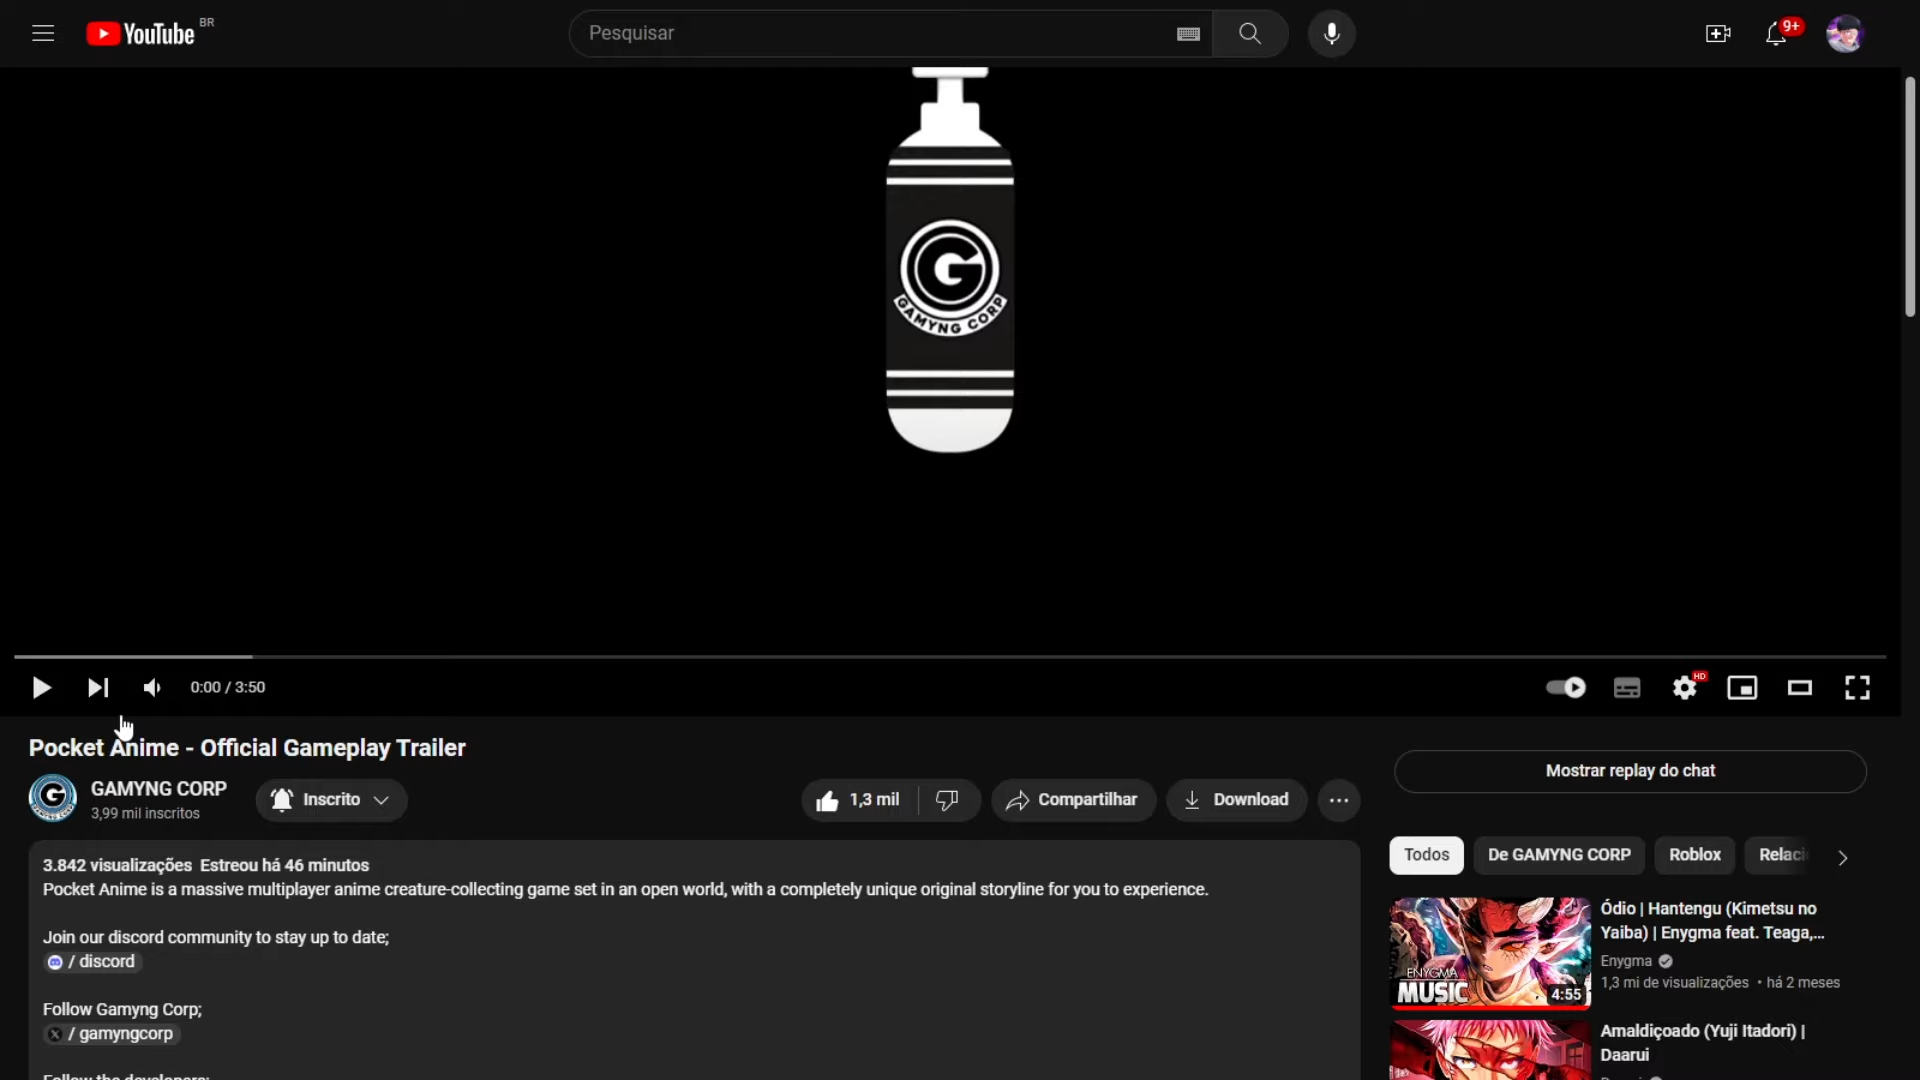 YouTube BR
Pesquisar
9+
G
GAMYNG CORP
0:00 / 3:50
HD
Pocket Anime - Official Gameplay Trailer
GAMYNG CORP
3,99 mil inscritos
Inscrito
1,3 mil
Compartilhar
Download
3.842 visualizações Estreou há 46 minutos
Pocket Anime is a massive multiplayer anime creature-collecting game set in an open world, with a completely unique original storyline for you to experience.
Join our discord community to stay up to date;
/ discord
Follow Gamyng Corp;
/ gamyngcorp
Follow the developers;
Mostrar replay do chat
Todos
De GAMYNG CORP
Roblox
Relaci
ENYGMA
MUSIC
4:55
Ódio | Hantengu (Kimetsu no
Yaiba) | Enygma feat. Teaga,...
Enygma
1,3 mi de visualizações • há 2 meses
Amaldiçoado (Yuji Itadori) |
Daarui